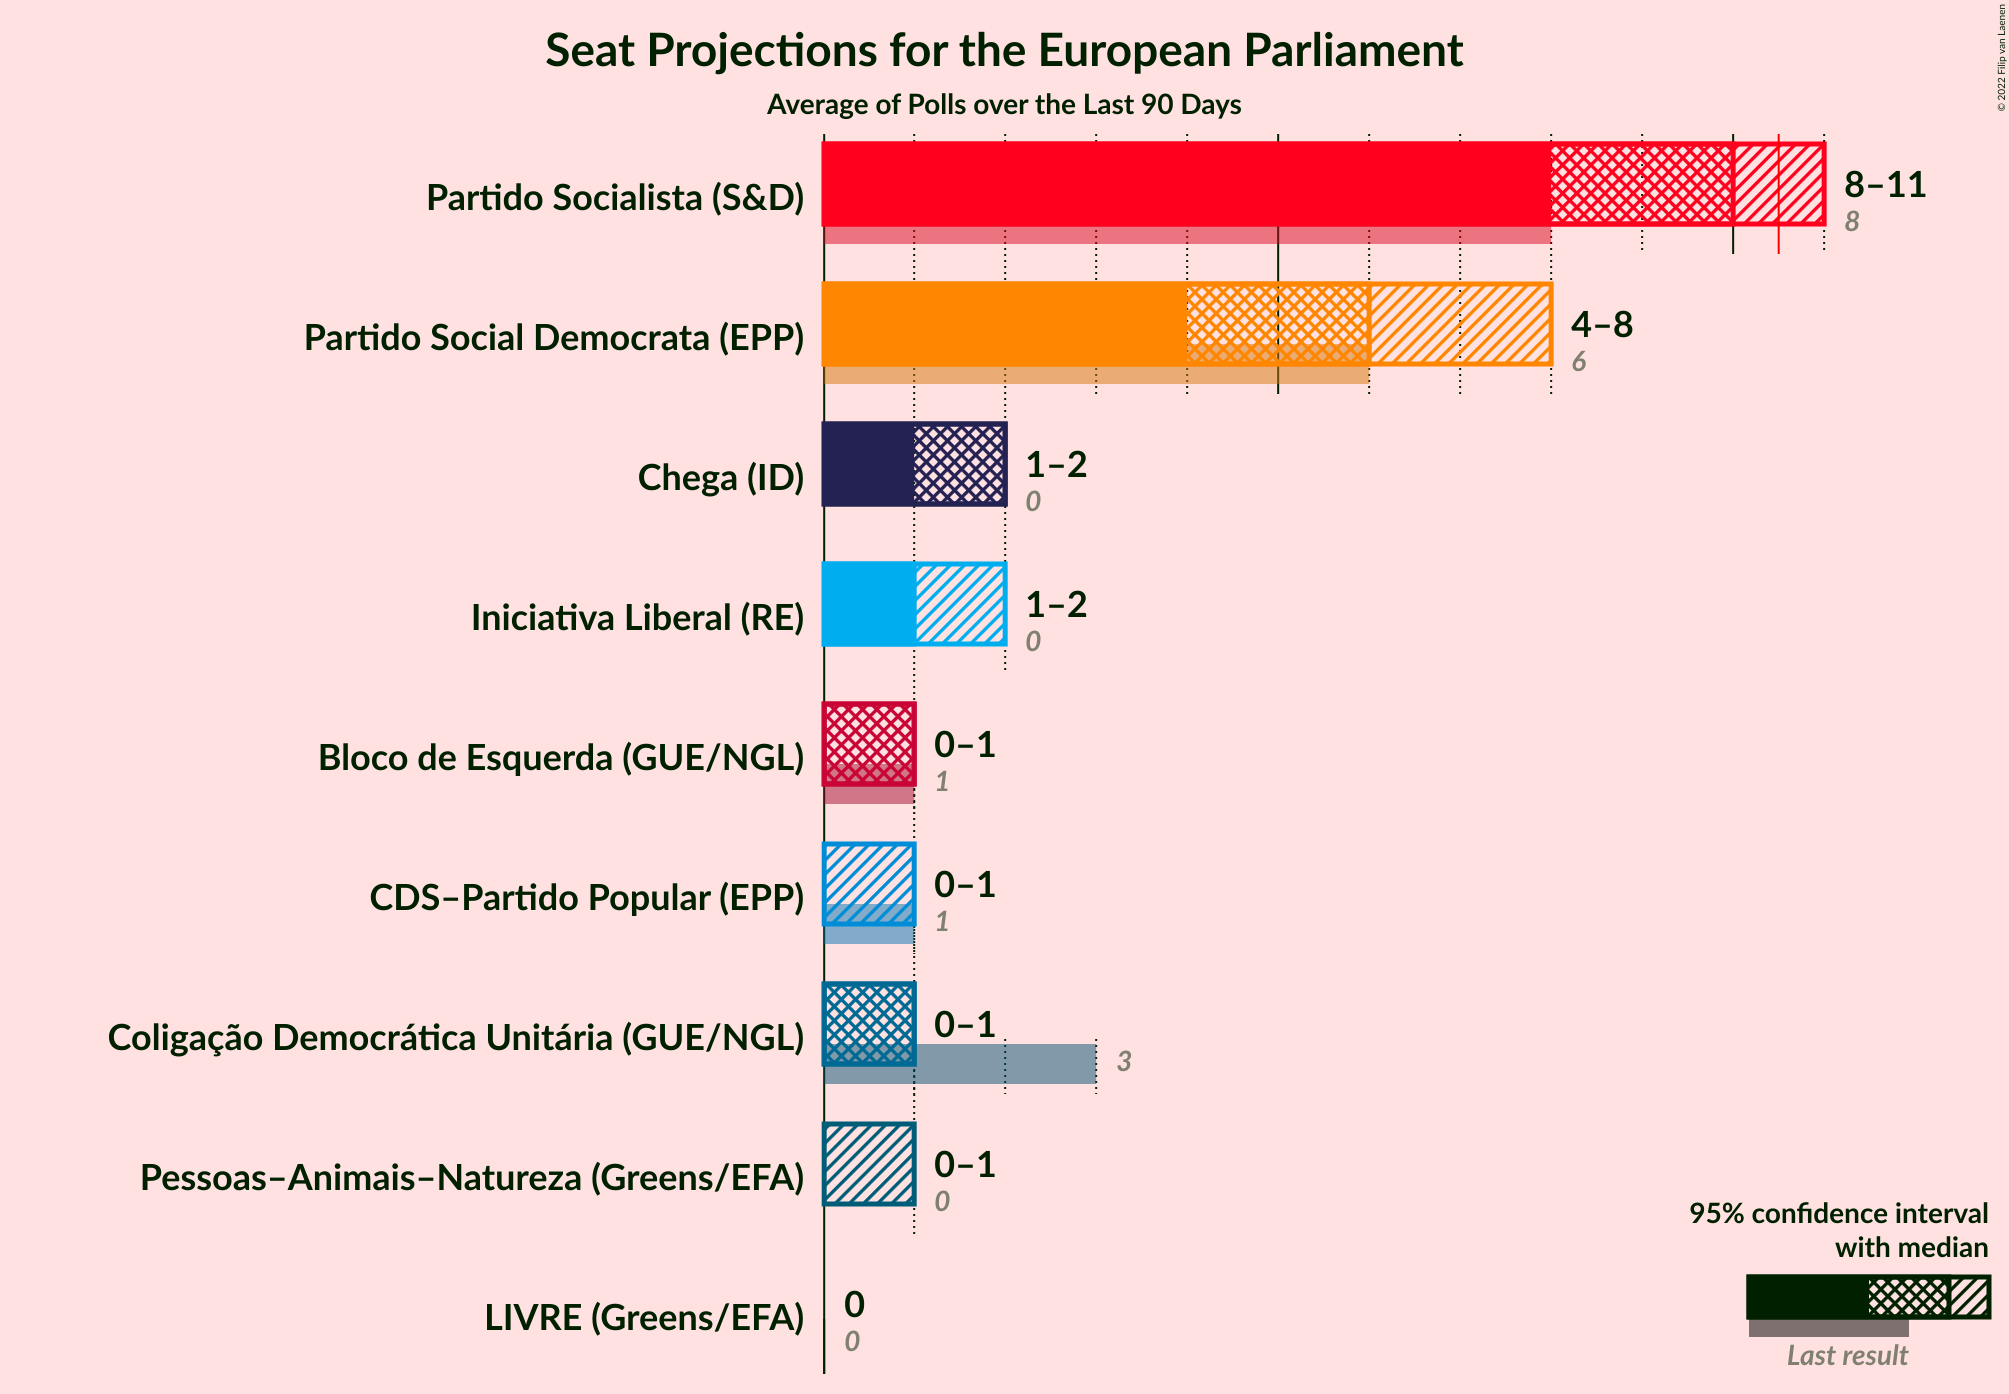 Seat Projections for the European Parliament
Average of Polls over the Last 90 Days
© 2022 Filip van Laenen
Partido Socialista (S&D)
8–11
8
Partido Social Democrata (EPP)
4–8
6
Chega (ID)
1–2
0
Iniciativa Liberal (RE)
1–2
0
Bloco de Esquerda (GUE/NGL)
0–1
1
CDS–Partido Popular (EPP)
0–1
1
Coligação Democrática Unitária (GUE/NGL)
0–1
3
Pessoas–Animais–Natureza (Greens/EFA)
0–1
0
LIVRE (Greens/EFA)
0
0
95% confidence interval
with median
Last result